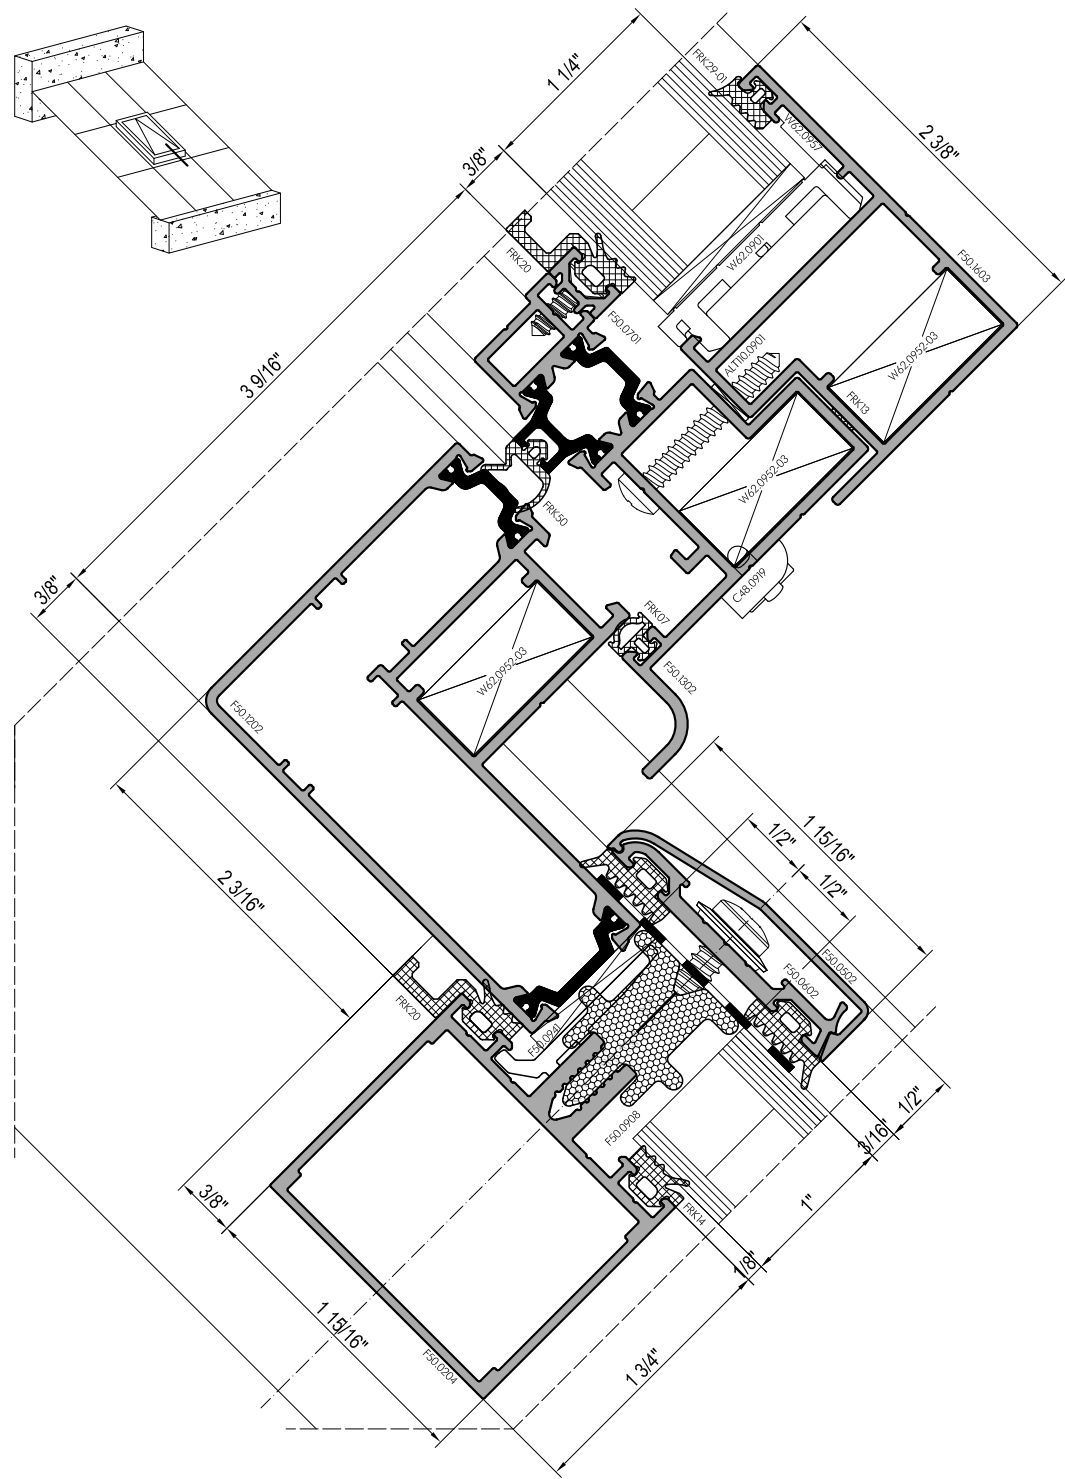 1 1/4"
FRK29-01
W62.0957
2 3/8"
3/8"
FRK20
W62.0901
F50.1603
F50.0701
ALT110.0901
W62.0952-03
FRK13
3 9/16"
W62.0952-03
FRK50
C48.0919
3/8"
FRK07
W62.0952-03
F50.1302
F50.1202
1/2"
1 15/16"
1/2"
2 3/16"
F50.0502
F50.0602
FRK20
F50.0941
1/2"
3/16"
F50.0908
3/8"
1"
FRK14
1/8"
1 15/16"
F50.0204
1 3/4"